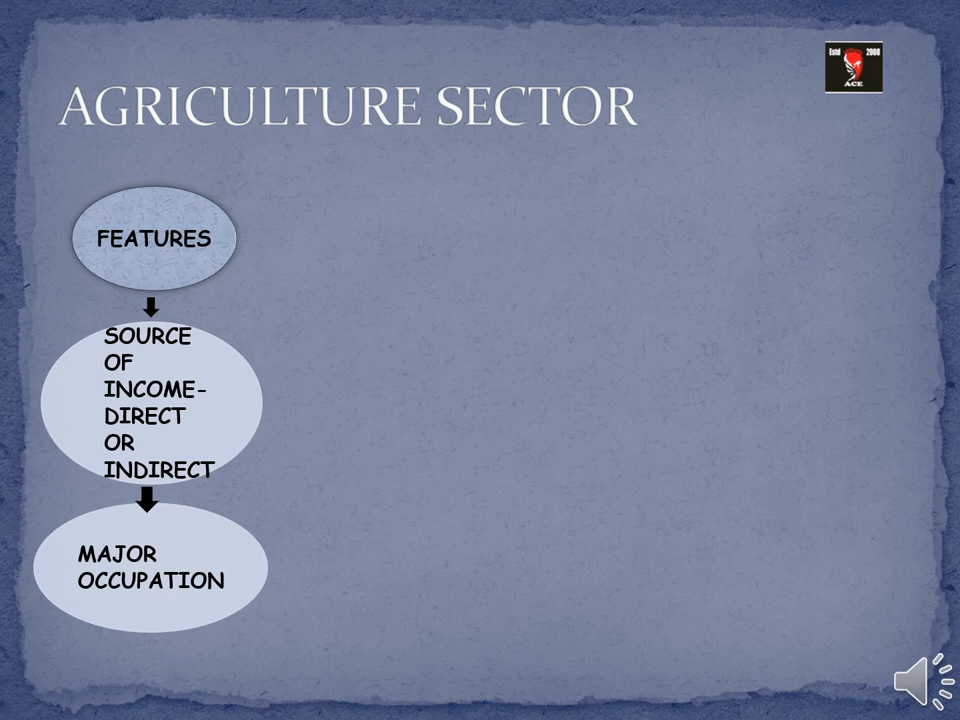 Estd 2008
ACE
AGRICULTURE SECTOR
FEATURES
SOURCE
OF
INCOME-
DIRECT
OR
INDIRECT
MAJOR
OCCUPATION